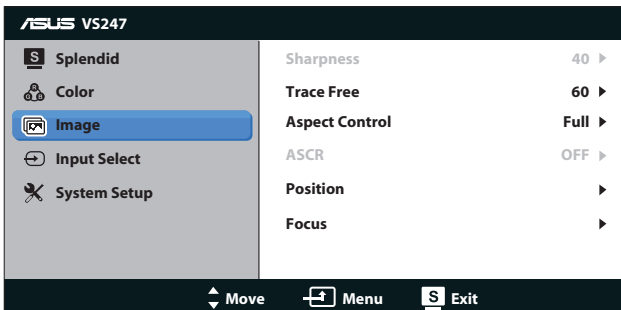 ASUS VS247
S Splendid
Color
Image
Input Select
System Setup
Sharpness 40
Trace Free 60
Aspect Control Full
ASCR OFF
Position
Focus
Move Menu S Exit